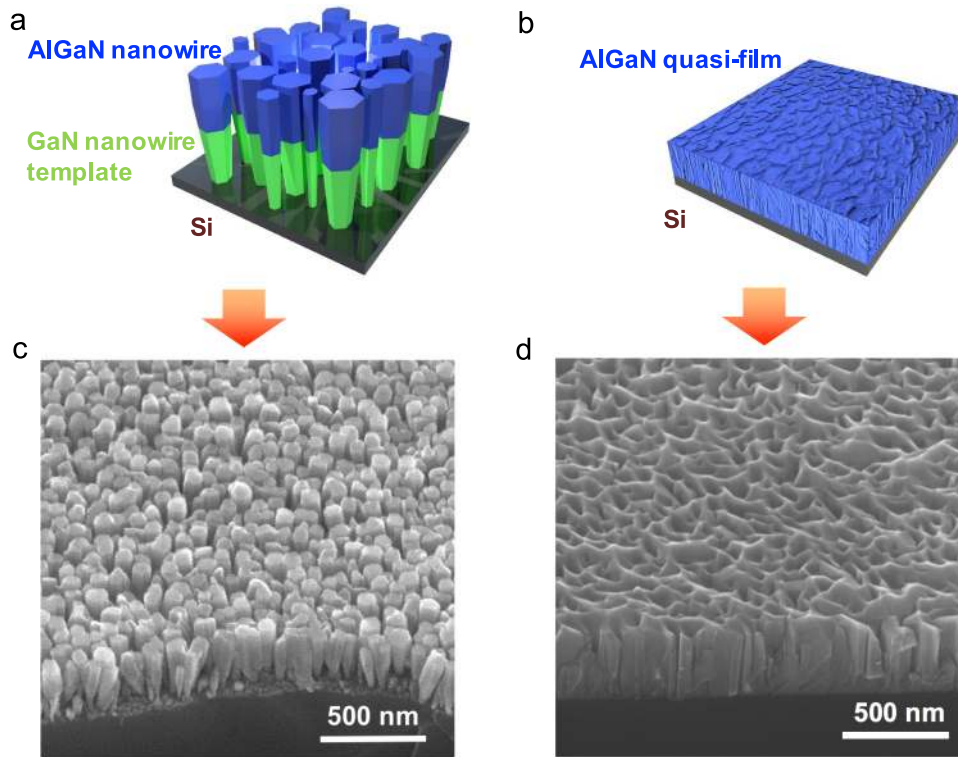 a
AlGaN nanowire
GaN nanowire
template
Si
b
AlGaN quasi-film
Si
c
500 nm
d
500 nm